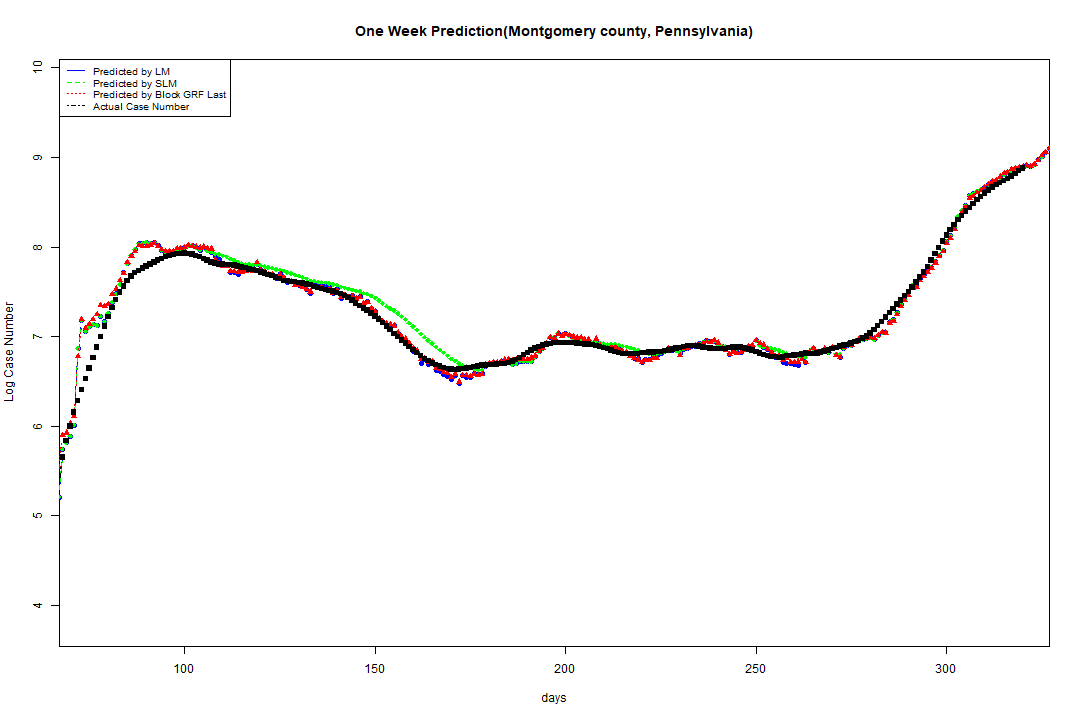 One Week Prediction(Montgomery county, Pennsylvania)
Predicted by LM
Predicted by SLM
Predicted by Block GRF Last
Actual Case Number
10
9
8
7
6
5
4
Log Case Number
100 150 200 250 300
days